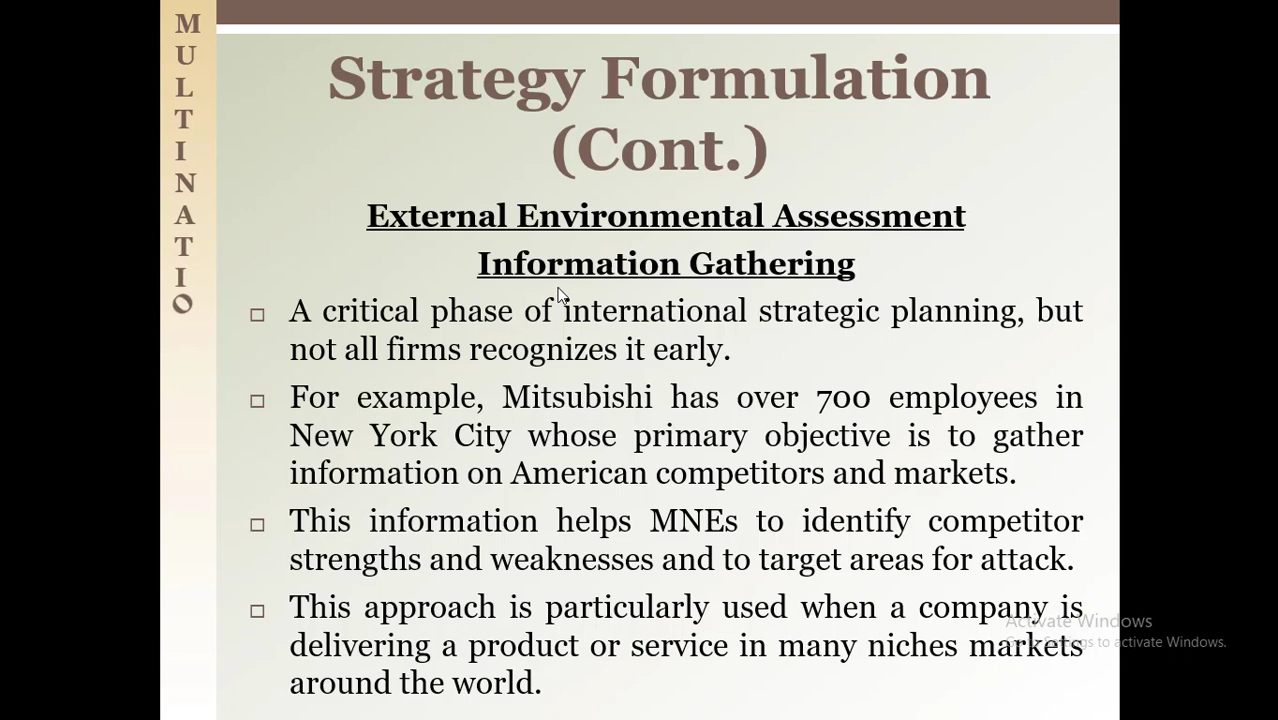 MULTINATIO
Strategy Formulation
(Cont.)
External Environmental Assessment
Information Gathering
A critical phase of international strategic planning, but
not all firms recognizes it early.
For example, Mitsubishi has over 700 employees in
New York City whose primary objective is to gather
information on American competitors and markets.
This information helps MNEs to identify competitor
strengths and weaknesses and to target areas for attack.
This approach is particularly used when a company is
delivering a product or service in many niches markets
around the world.
Activate Windows
Go to Settings to activate Windows.